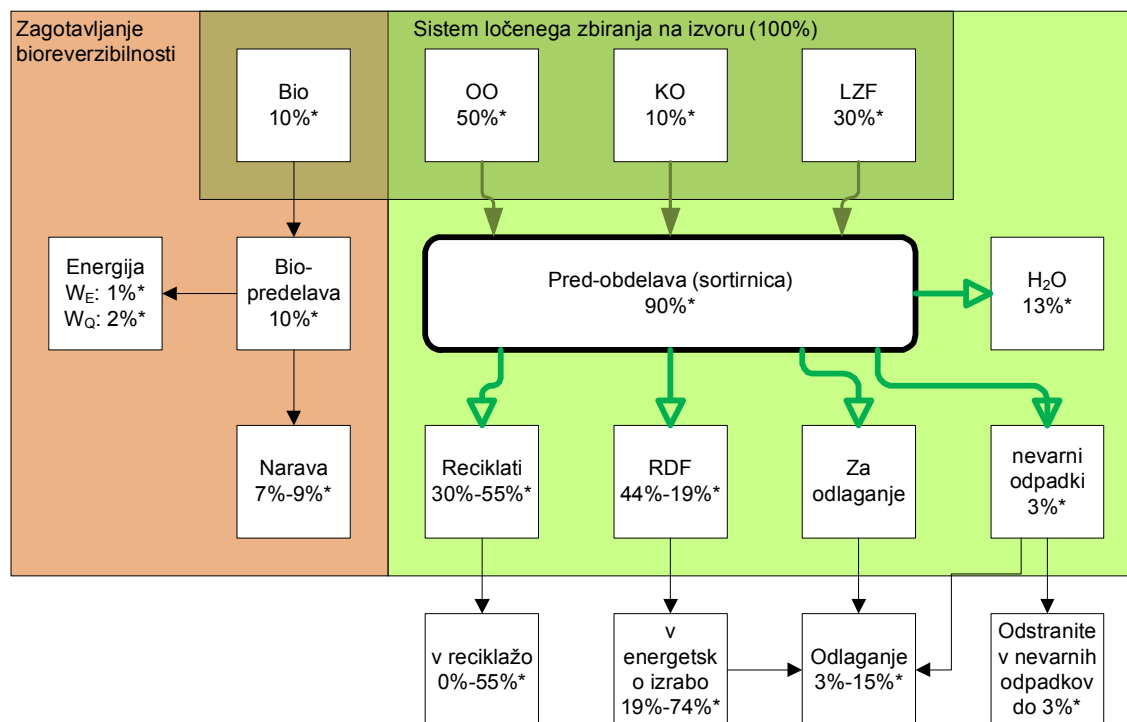 Zagotavljanje
bioreverzibilnosti
Sistem ločenega zbiranja na izvoru (100%)
Bio
10%*
OO
50%*
KO
10%*
LZF
30%*
Energija
W_E: 1%*
W_Q: 2%*
Bio-
predelava
10%*
Pred-obdelava (sortirnica)
90%*
H₂O
13%*
Narava
7%-9%*
Reciklati
30%-55%*
RDF
44%-19%*
Za
odlaganje
nevarni
odpadki
3%*
v reciklažo
0%-55%*
v
energetsk
o izrabo
19%-74%*
Odlaganje
3%-15%*
Odstranite
v nevarnih
odpadkov
do 3%*